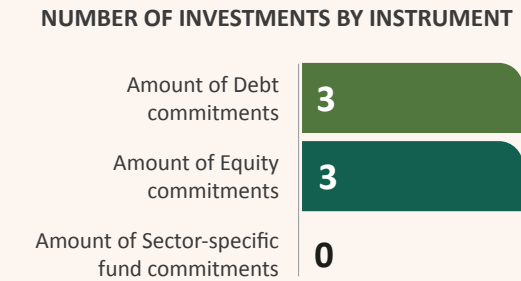 NUMBER OF INVESTMENTS BY INSTRUMENT
Amount of Debt
commitments
3
Amount of Equity
commitments
3
Amount of Sector-specific
fund commitments
0